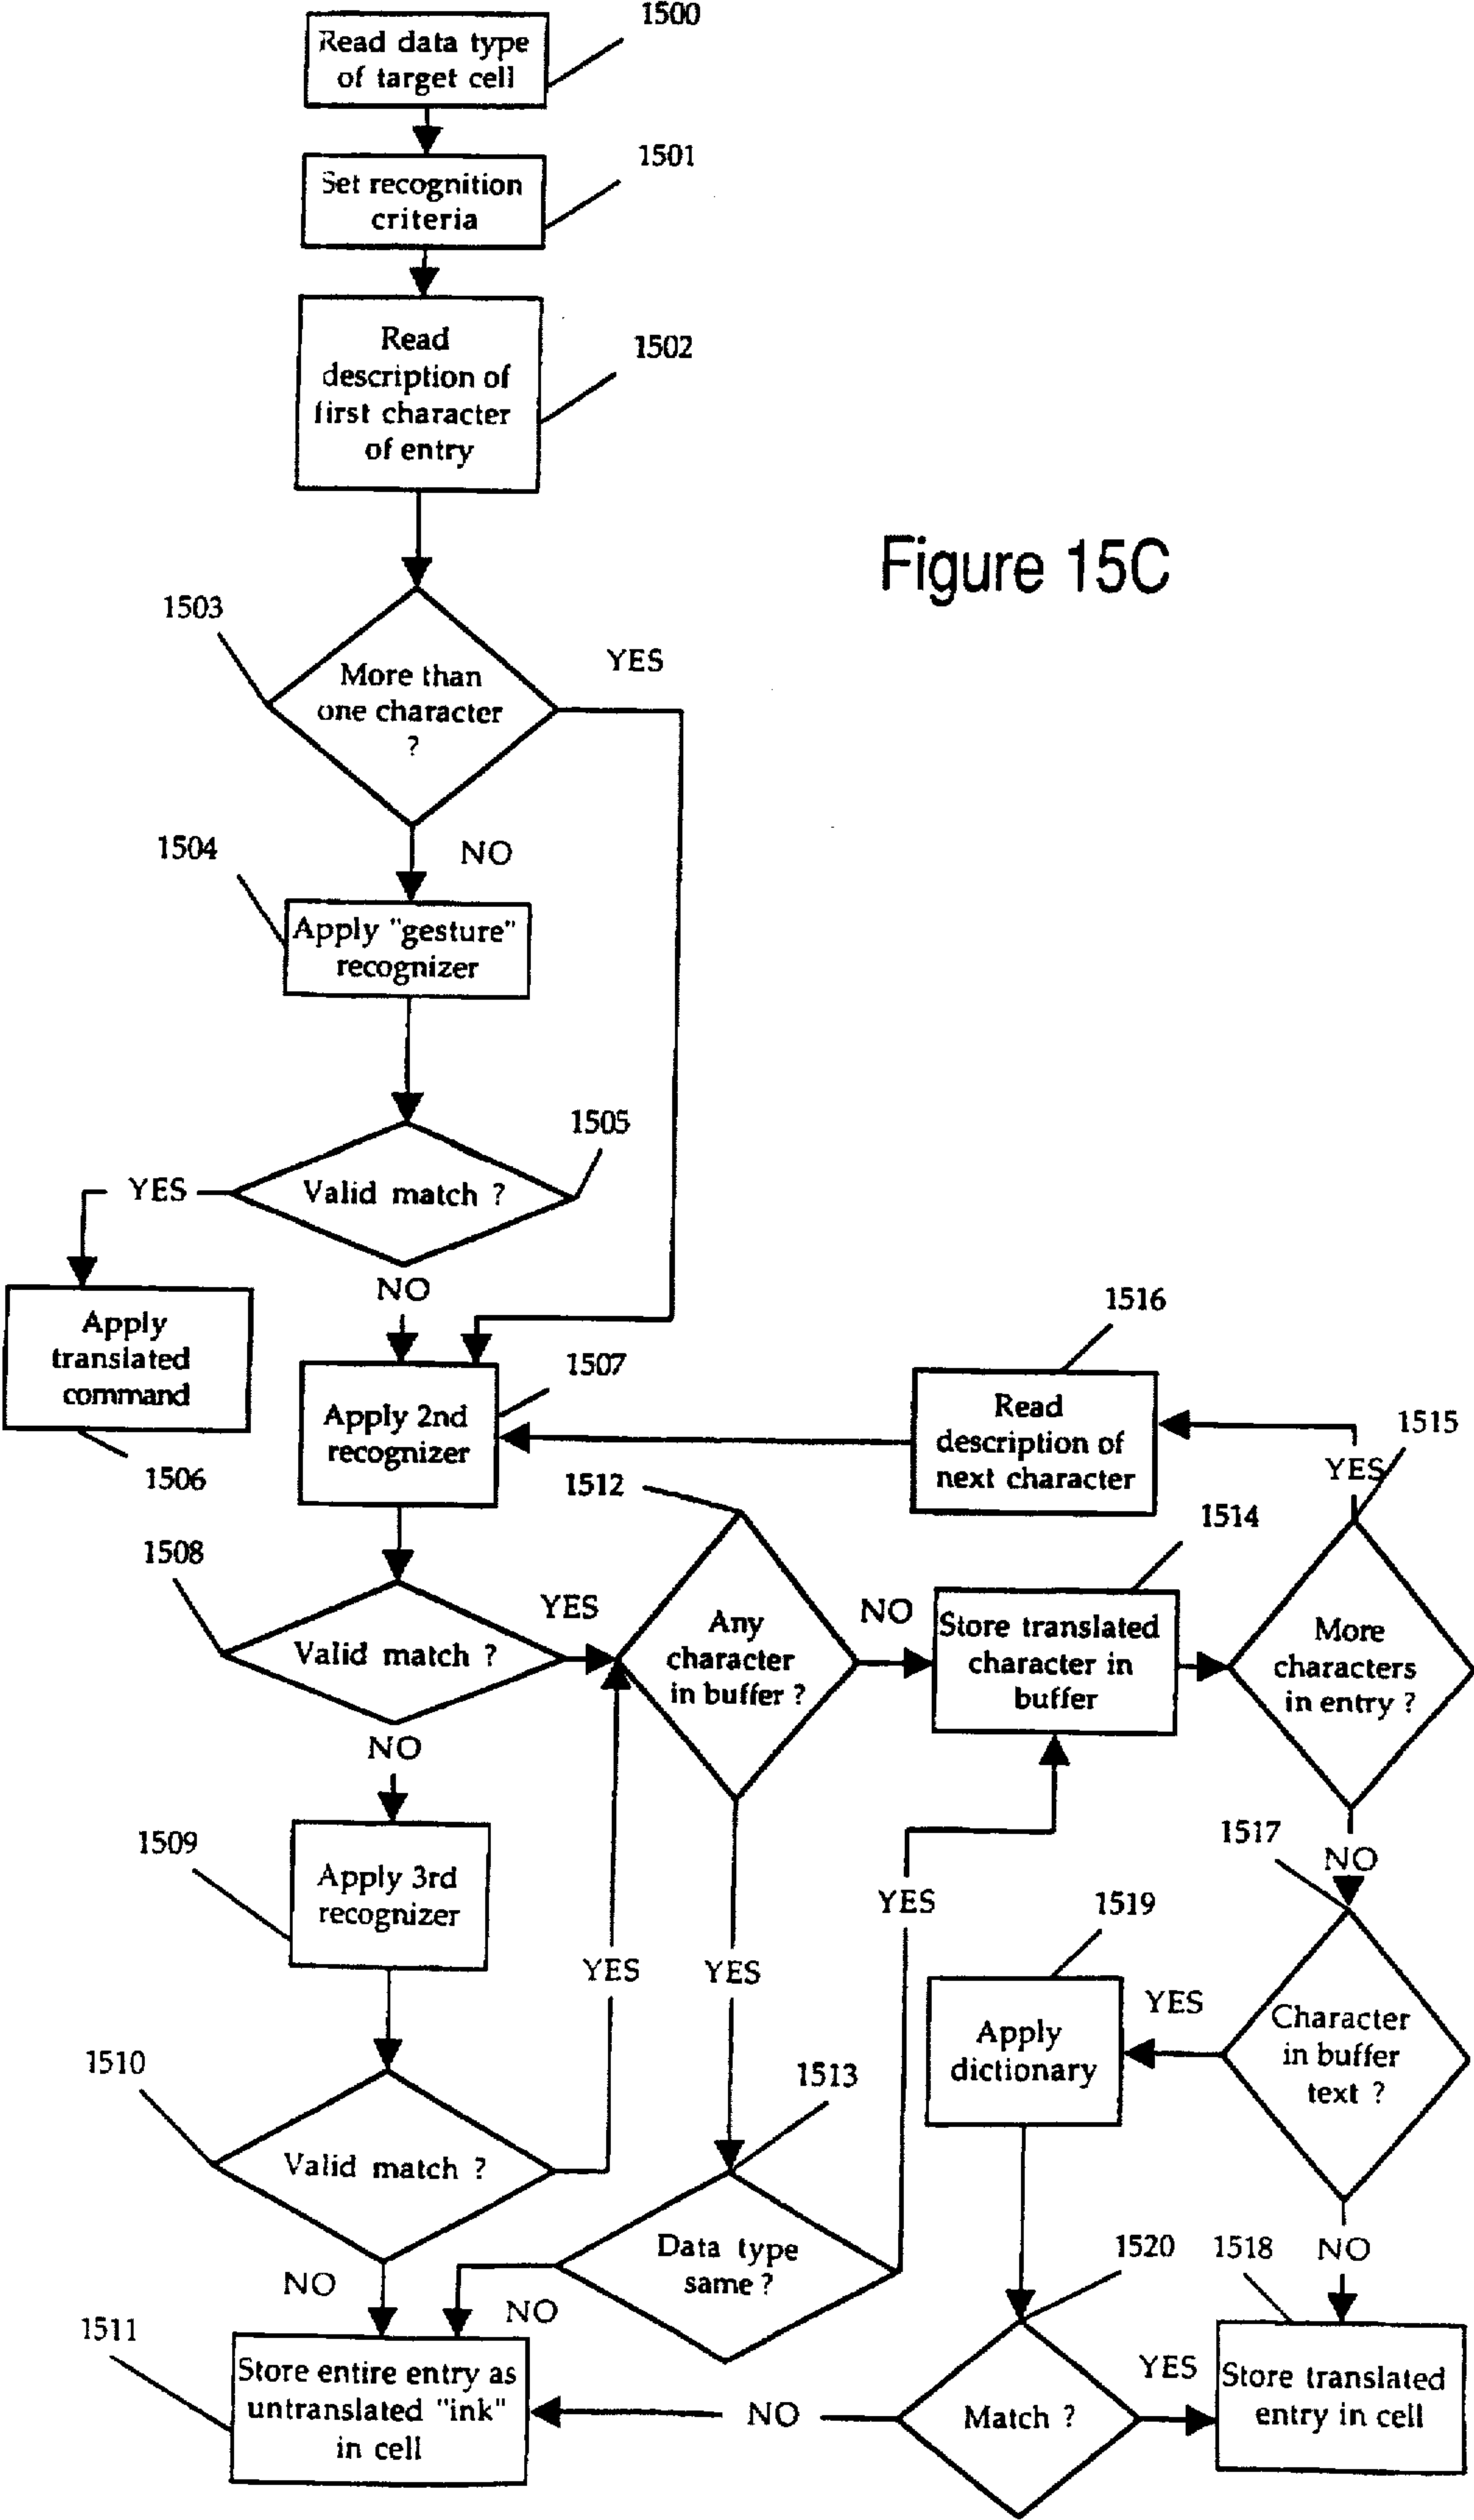 1500
Read data type
of target cell
1501
Set recognition
criteria
1502
Read
description of
first character
of entry
Figure 15C
1503
YES
More than
one character
?
1504
NO
Apply "gesture"
recognizer
1505
YES
Valid match ?
NO
1516
Apply
translated
command
1506
1507
Apply 2nd
recognizer
Read
description of
next character
1515
YES
1512
1514
1508
YES
Valid match ?
NO
Any
character
in buffer ?
NO
Store translated
character in
buffer
More
characters
in entry ?
1517
NO
1509
Apply 3rd
recognizer
YES
YES
YES
1519
YES
Apply
dictionary
Character
in buffer
text ?
1510
1513
Valid match ?
NO
Data type
same ?
NO
1520
1518
NO
1511
Store entire entry as
untranslated "ink"
in cell
NO
Match ?
YES
Store translated
entry in cell